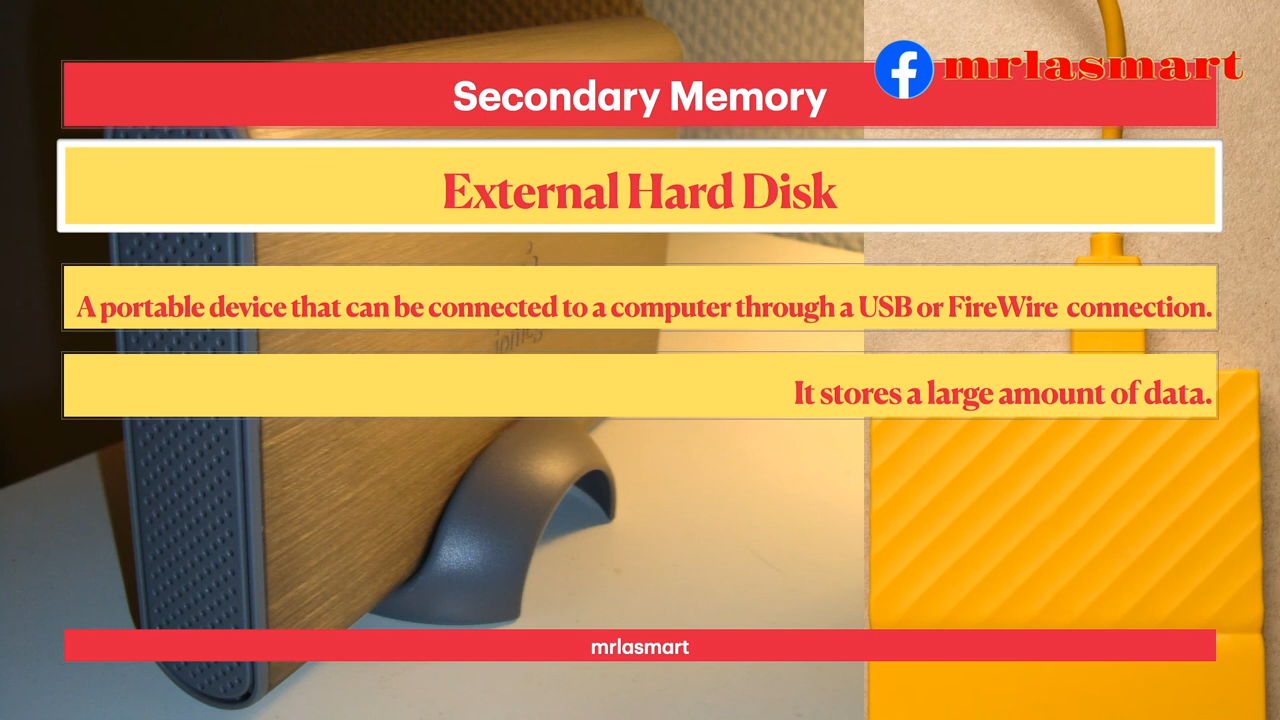 mrlasmart
Secondary Memory
External Hard Disk
A portable device that can be connected to a computer through a USB or FireWire connection.
It stores a large amount of data.
mrlasmart